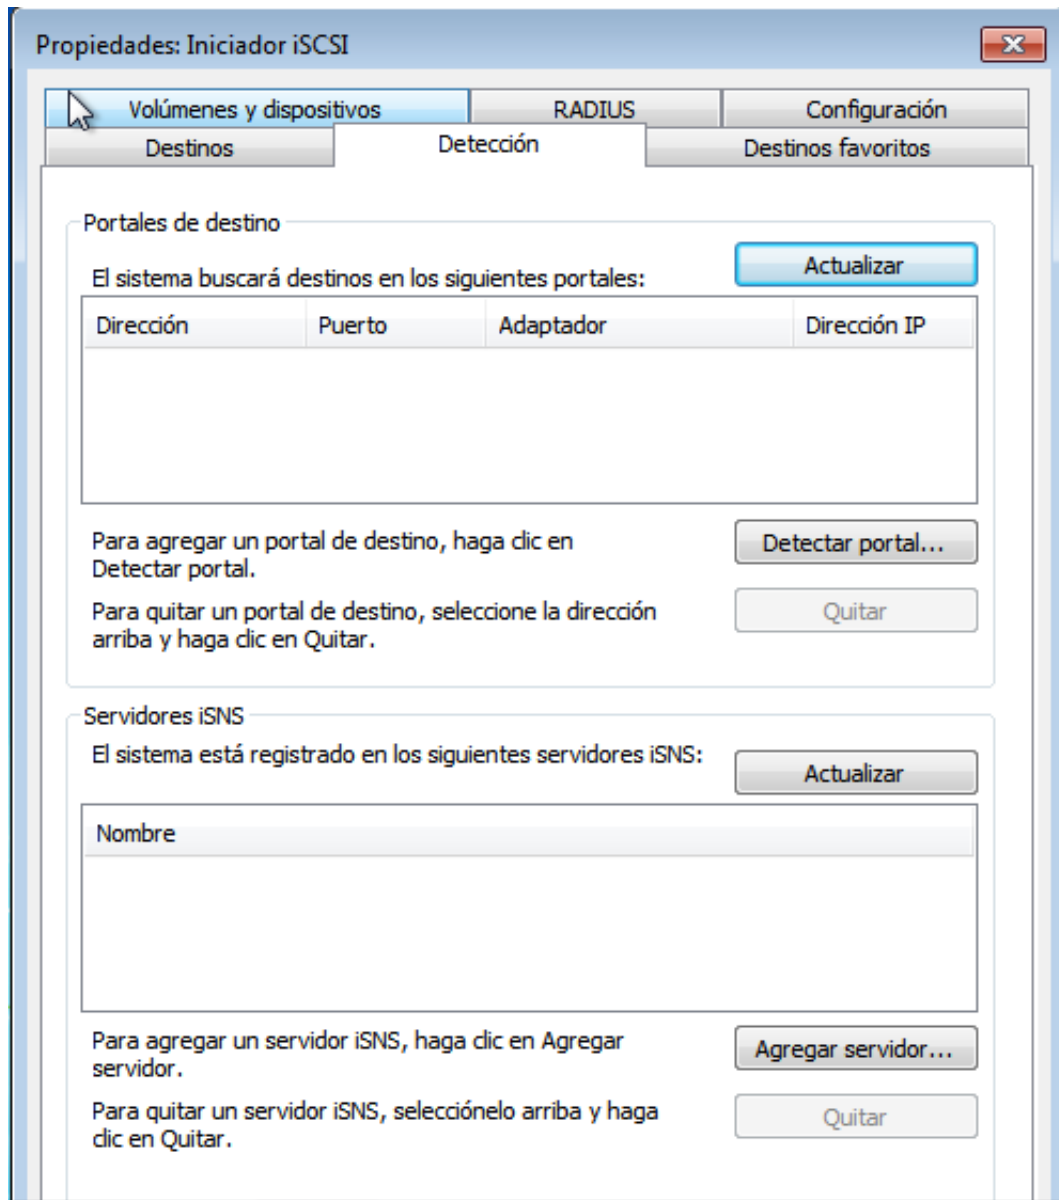 Propiedades: Iniciador iSCSI
Volúmenes y dispositivos RADIUS Configuración
Destinos Detección Destinos favoritos
Portales de destino
El sistema buscará destinos en los siguientes portales: Actualizar
Dirección Puerto Adaptador Dirección IP
Para agregar un portal de destino, haga clic en
Detectar portal.
Detectar portal...
Para quitar un portal de destino, seleccione la dirección
arriba y haga clic en Quitar.
Quitar
Servidores iSNS
El sistema está registrado en los siguientes servidores iSNS:
Actualizar
Nombre
Para agregar un servidor iSNS, haga clic en Agregar
servidor.
Agregar servidor...
Para quitar un servidor iSNS, selecciónelo arriba y haga
clic en Quitar.
Quitar